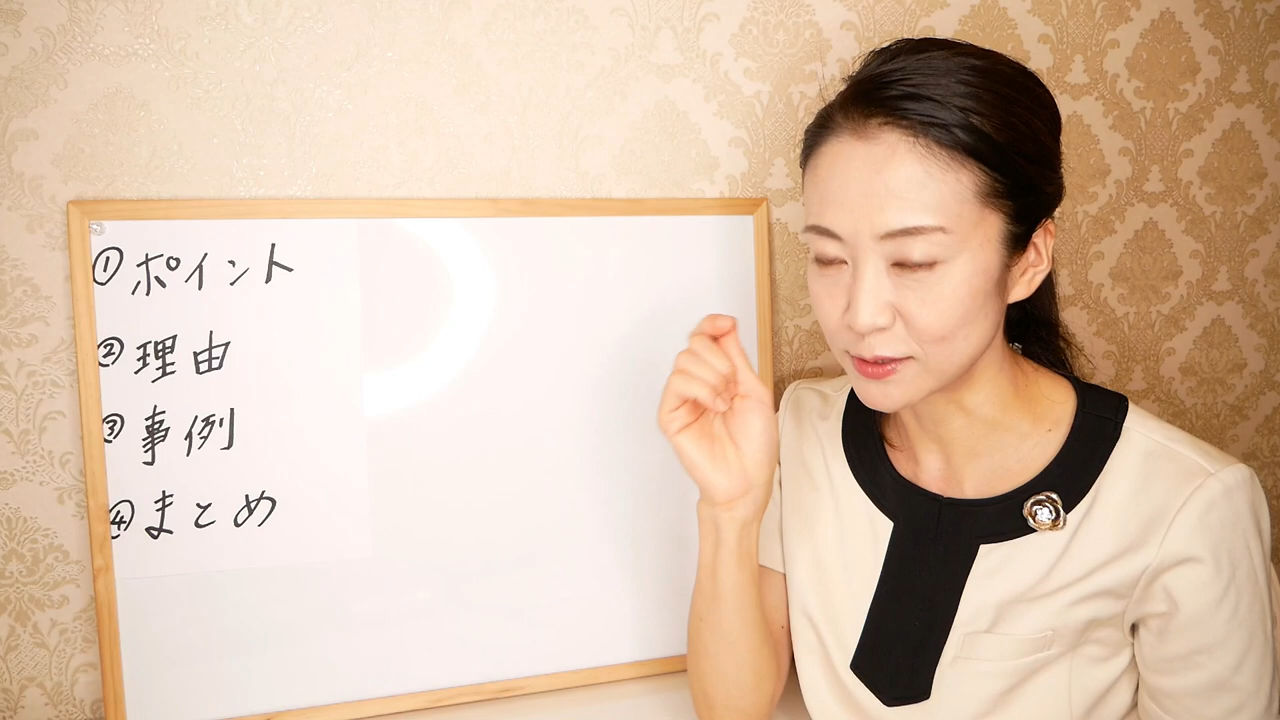 ①ポイント
②理由
③事例
④まとめ